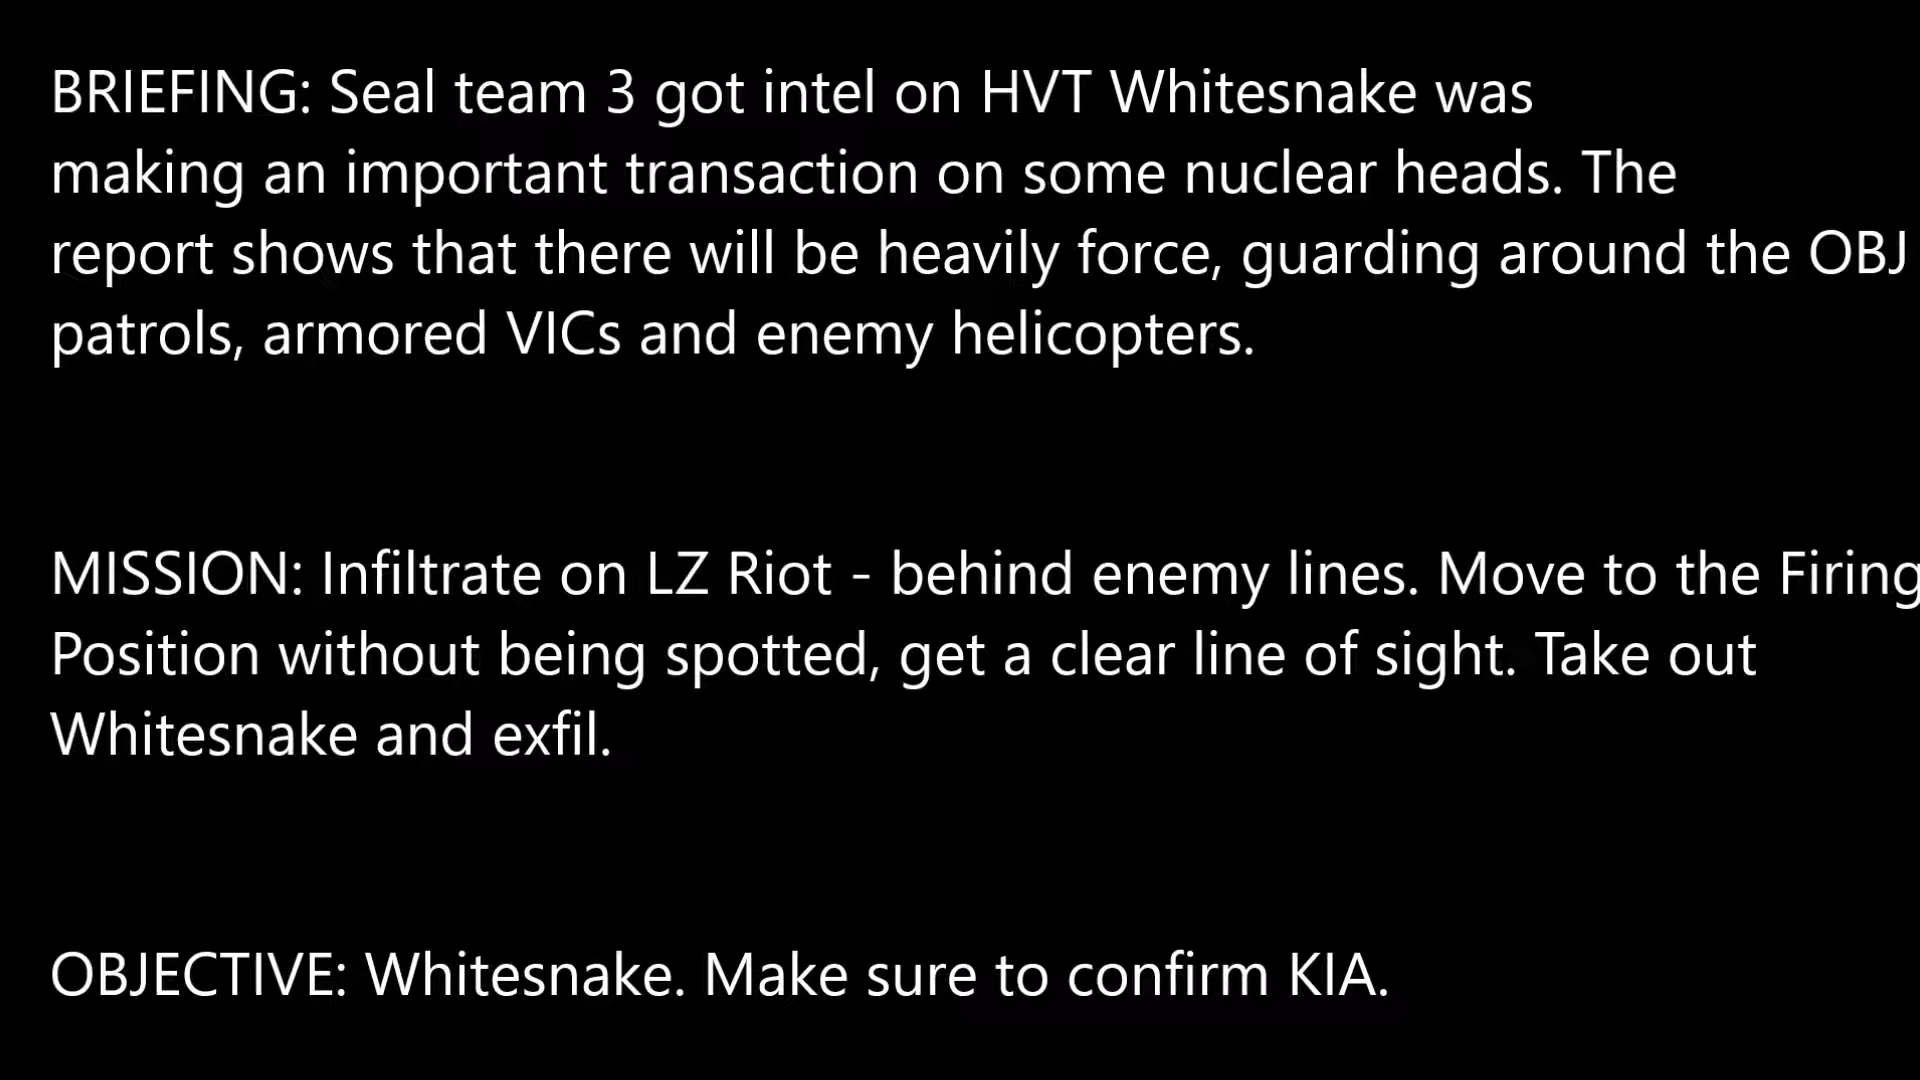 BRIEFING: Seal team 3 got intel on HVT Whitesnake was
making an important transaction on some nuclear heads. The
report shows that there will be heavily force, guarding around the OBJ
patrols, armored VICs and enemy helicopters.
MISSION: Infiltrate on LZ Riot - behind enemy lines. Move to the Firing
Position without being spotted, get a clear line of sight. Take out
Whitesnake and exfil.
OBJECTIVE: Whitesnake. Make sure to confirm KIA.